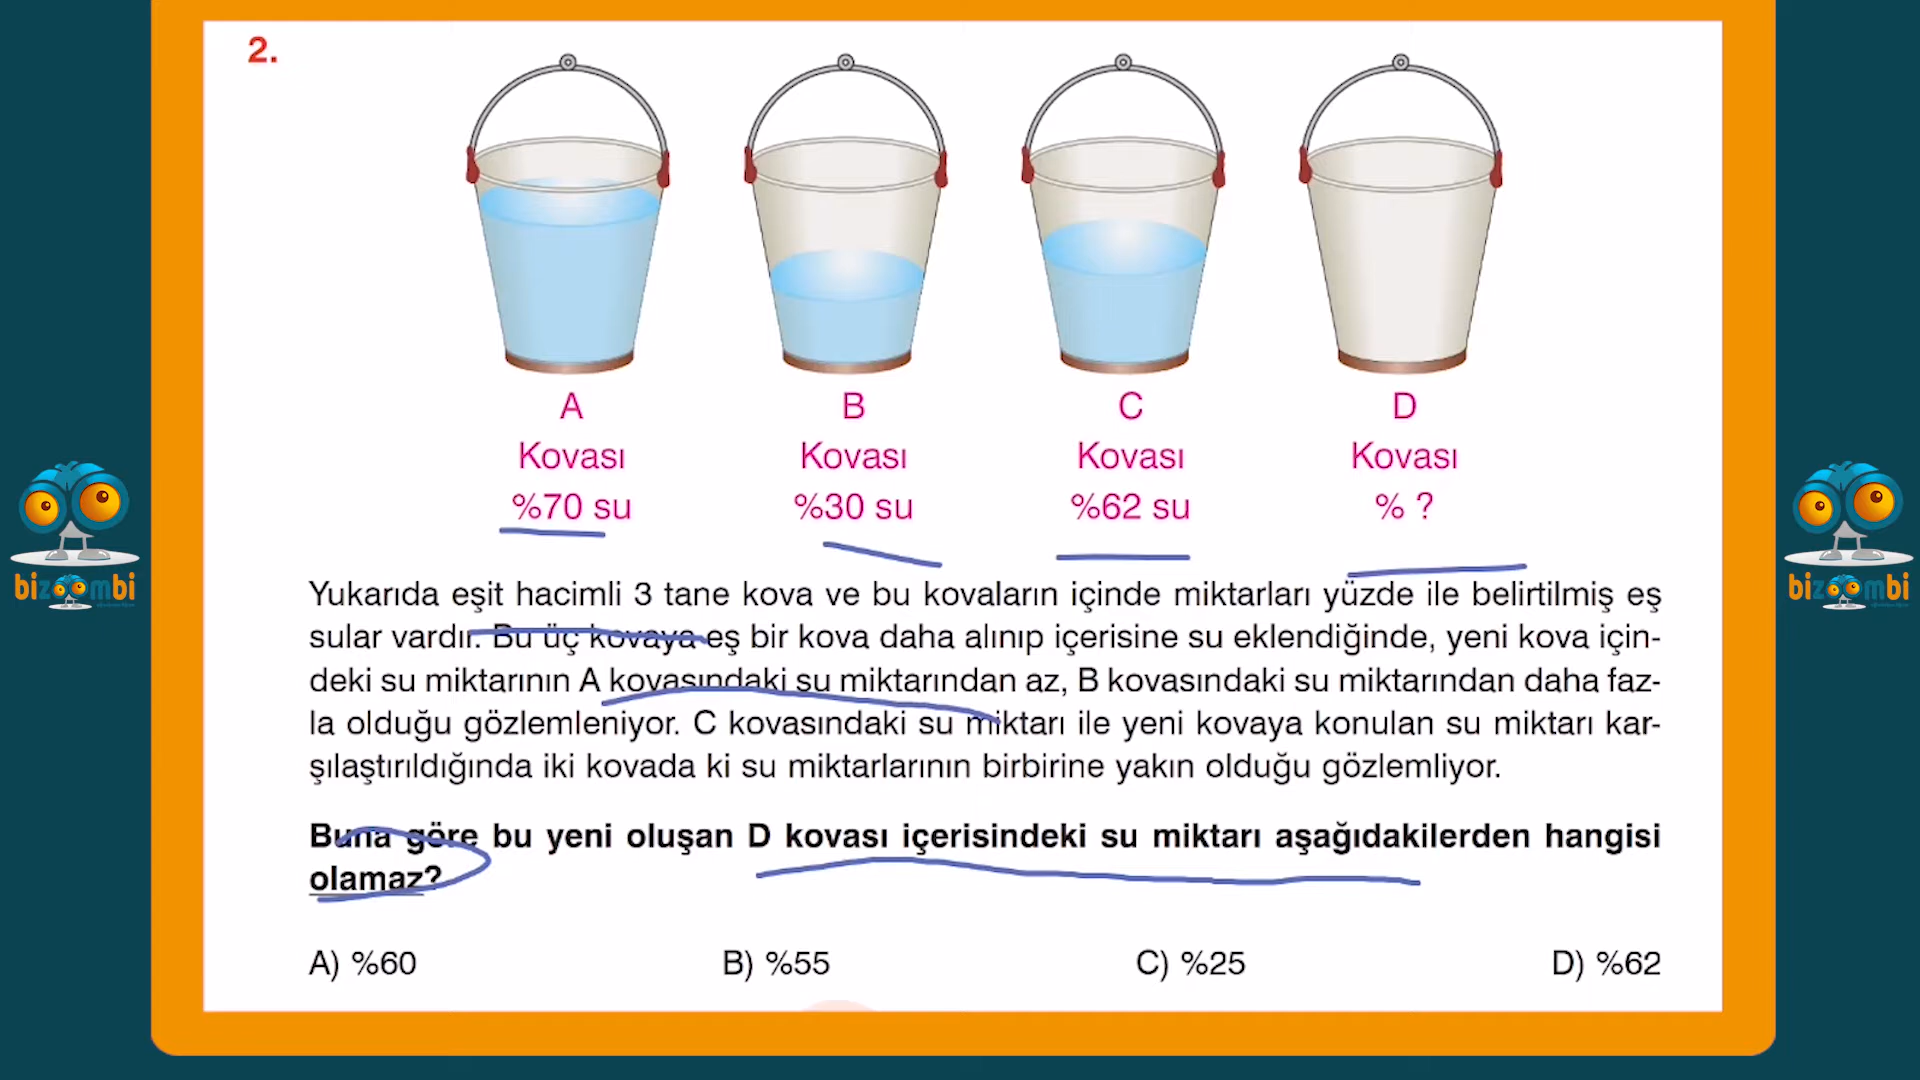 2.
A B C D
Kovası Kovası Kovası Kovası
%70 su %30 su %62 su % ?
Yukarıda eşit hacimli 3 tane kova ve bu kovaların içinde miktarları yüzde ile belirtilmiş eş
sular vardır. Bu üç kovaya eş bir kova daha alınıp içerisine su eklendiğinde, yeni kova için-
deki su miktarının A kovasındaki su miktarından az, B kovasındaki su miktarından daha faz-
la olduğu gözlemleniyor. C kovasındaki su miktarı ile yeni kovaya konulan su miktarı kar-
şılaştırıldığında iki kovada ki su miktarlarının birbirine yakın olduğu gözlemliyor.
Buna göre bu yeni oluşan D kovası içerisindeki su miktarı aşağıdakilerden hangisi
olamaz?
A) %60 B) %55 C) %25 D) %62
bizoombi
bizoombi